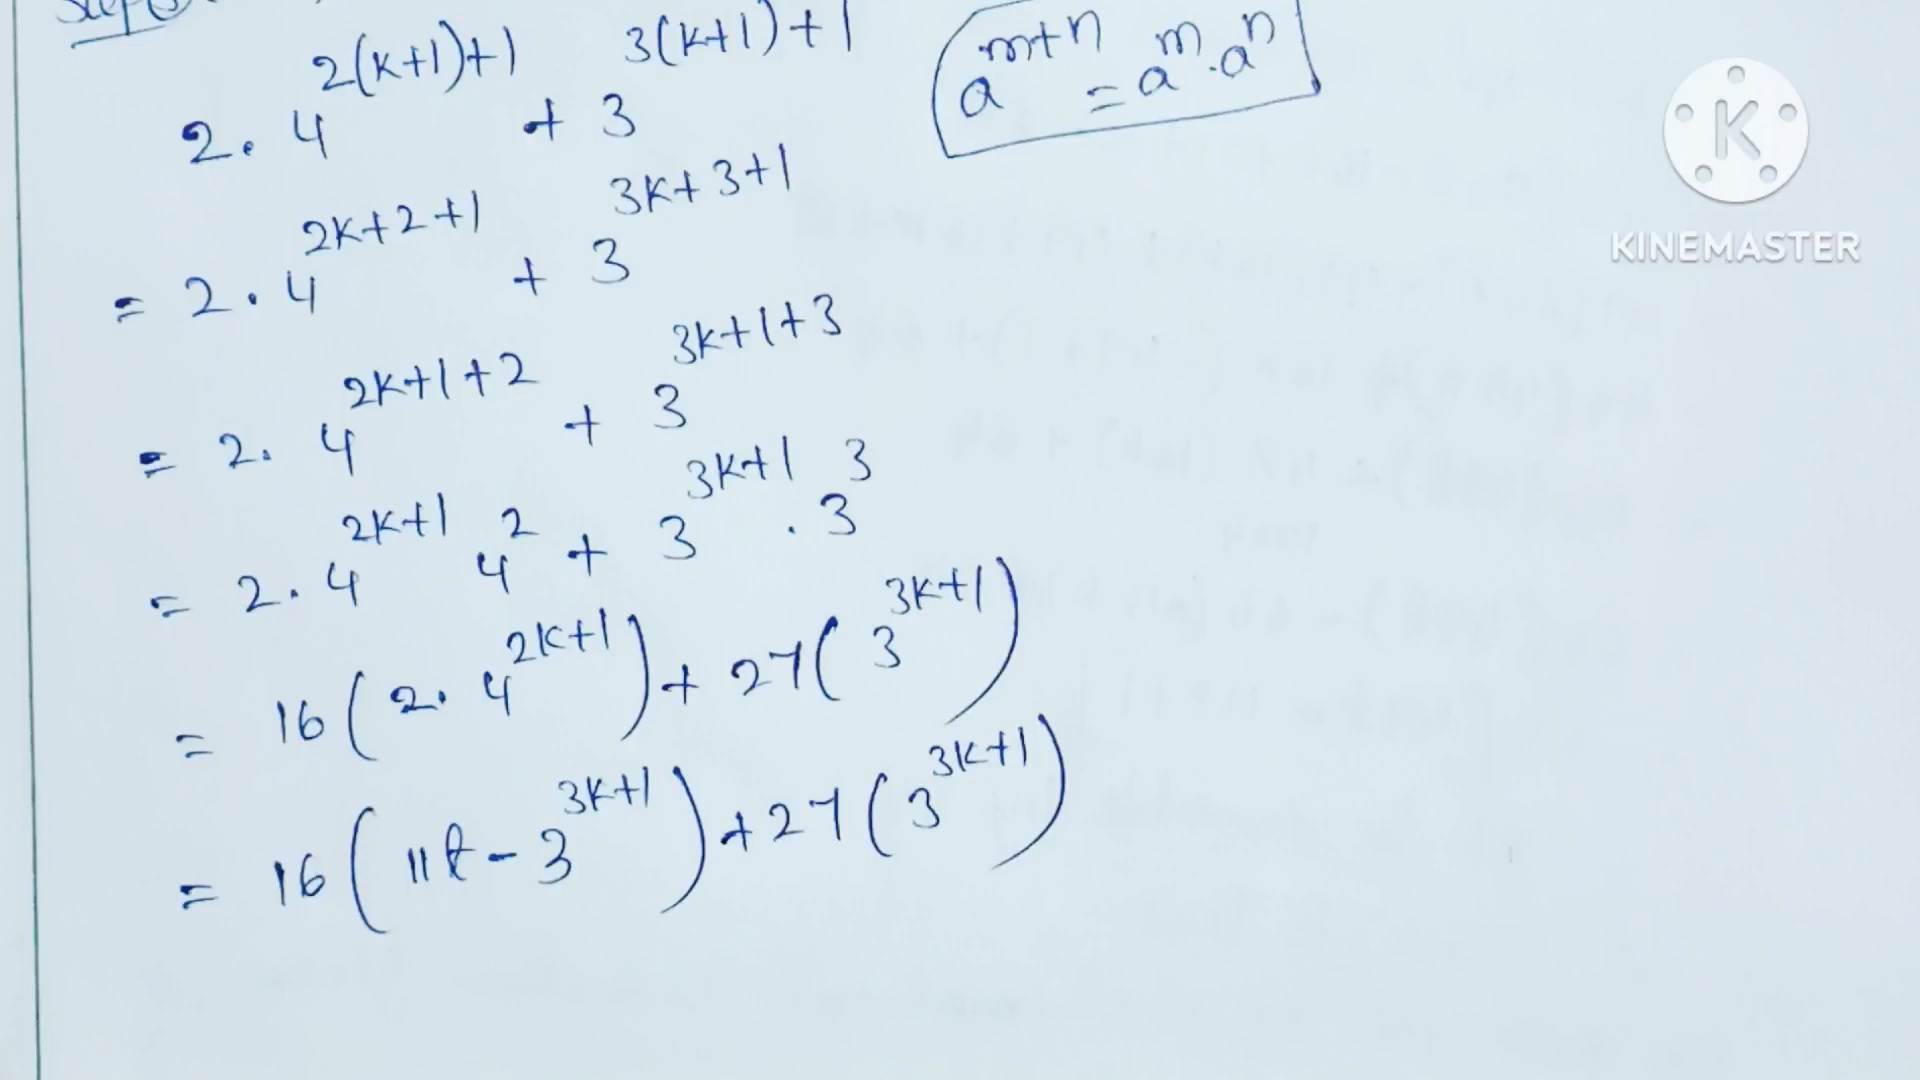 Step 3
2 . 4^{2(k+1)+1} + 3^{3(k+1)+1}
a^{m+n} = a^m . a^n
= 2 . 4^{2k+2+1} + 3^{3k+3+1}
= 2 . 4^{2k+1+2} + 3^{3k+1+3}
= 2 . 4^{2k+1} 4^2 + 3^{3k+1} . 3^3
= 16 ( 2 . 4^{2k+1} ) + 27 ( 3^{3k+1} )
= 16 ( 11t - 3^{3k+1} ) + 27 ( 3^{3k+1} )
K
KINEMASTER